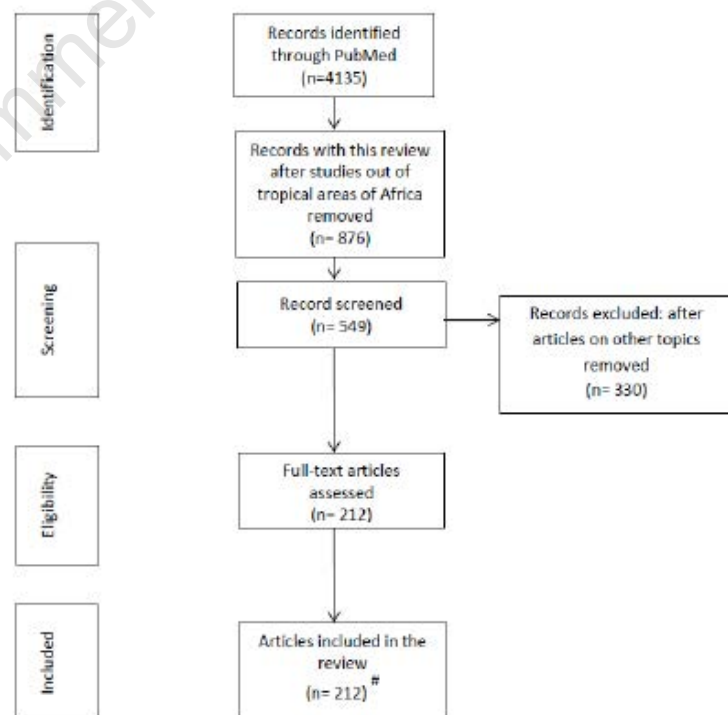 Identification
Records identified
through PubMed
(n=4135)
Records with this review
after studies out of
tropical areas of Africa
removed
(n= 876)
Screening
Record screened
(n= 549)
Records excluded: after
articles on other topics
removed
(n= 330)
Eligibility
Full-text articles
assessed
(n= 212)
Included
Articles included in the
review
(n= 212) #